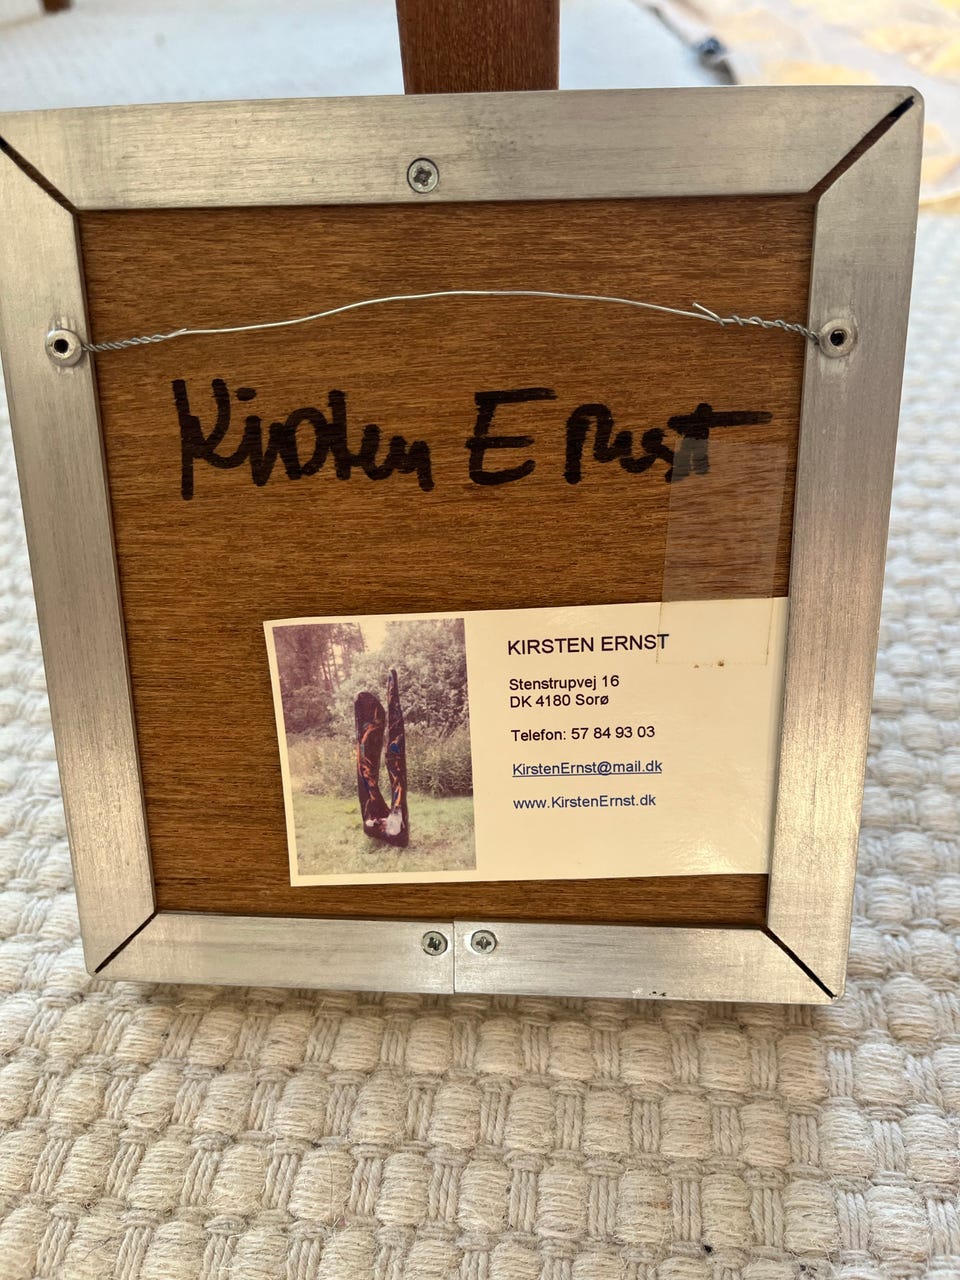 Kirsten Ernst
KIRSTEN ERNST
Stenstrupvej 16
DK 4180 Sorø
Telefon: 57 84 93 03
KirstenErnst@mail.dk
www.KirstenErnst.dk